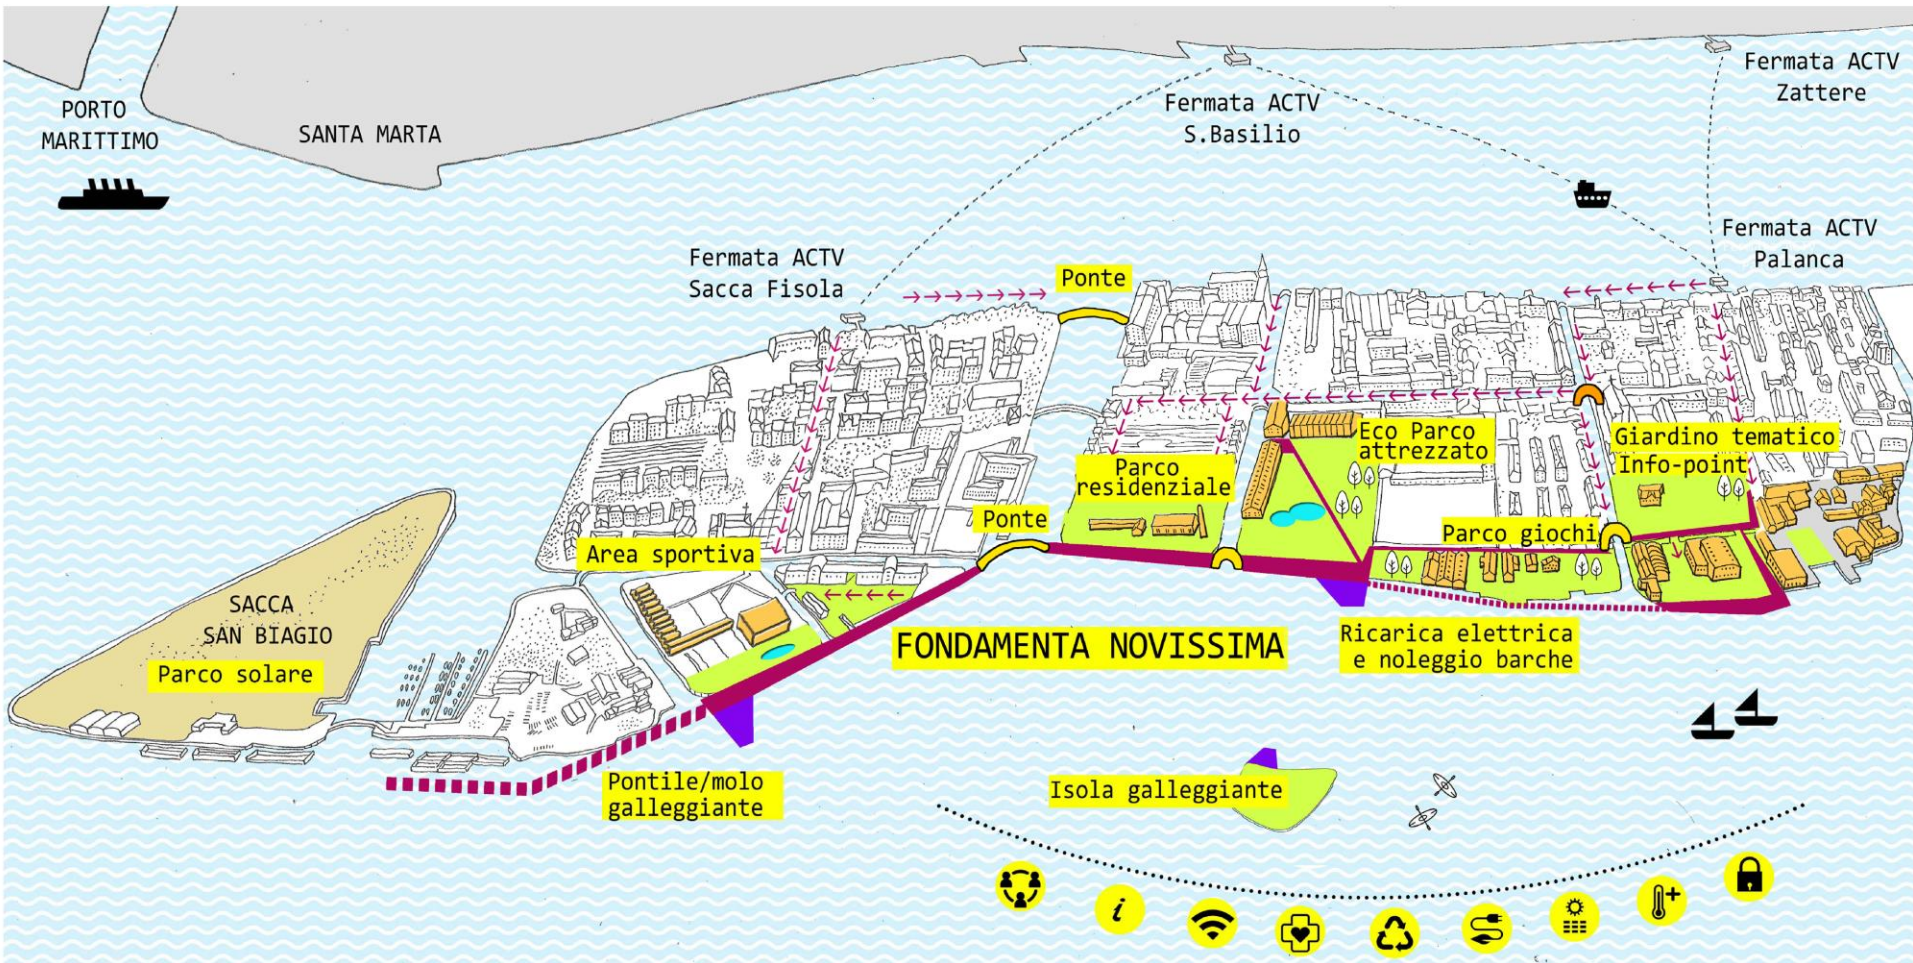 PORTO
MARITTIMO
SANTA MARTA
Fermata ACTV
S.Basilio
Fermata ACTV
Zattere
Fermata ACTV
Sacca Fisola
Ponte
Fermata ACTV
Palanca
Eco Parco
attrezzato
Giardino tematico
Info-point
Parco
residenziale
Ponte
Parco giochi
Area sportiva
SACCA
SAN BIAGIO
Parco solare
FONDAMENTA NOVISSIMA
Ricarica elettrica
e noleggio barche
Pontile/molo
galleggiante
Isola galleggiante
i